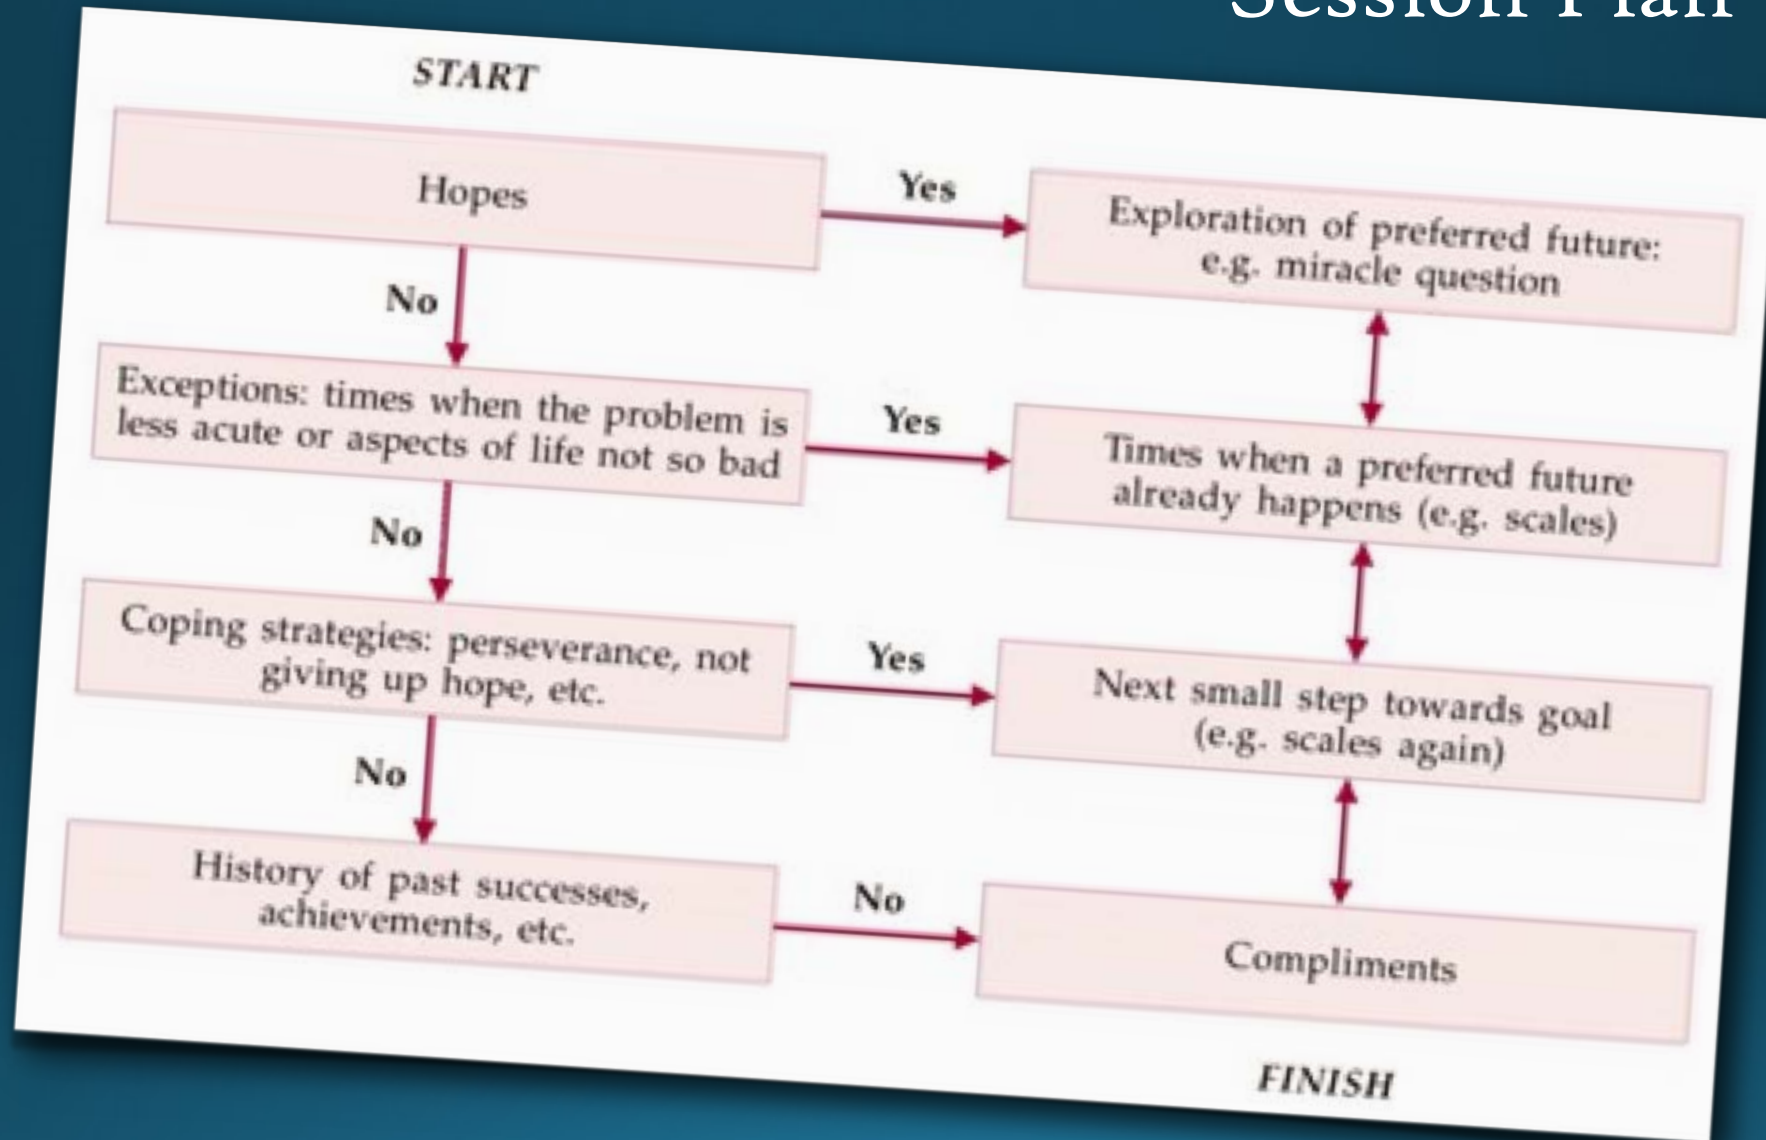 Session Plan
START
Hopes
Yes
Exploration of preferred future:
e.g. miracle question
No
Exceptions: times when the problem is
less acute or aspects of life not so bad
Yes
Times when a preferred future
already happens (e.g. scales)
No
Coping strategies: perseverance, not
giving up hope, etc.
Yes
Next small step towards goal
(e.g. scales again)
No
History of past successes,
achievements, etc.
No
Compliments
FINISH